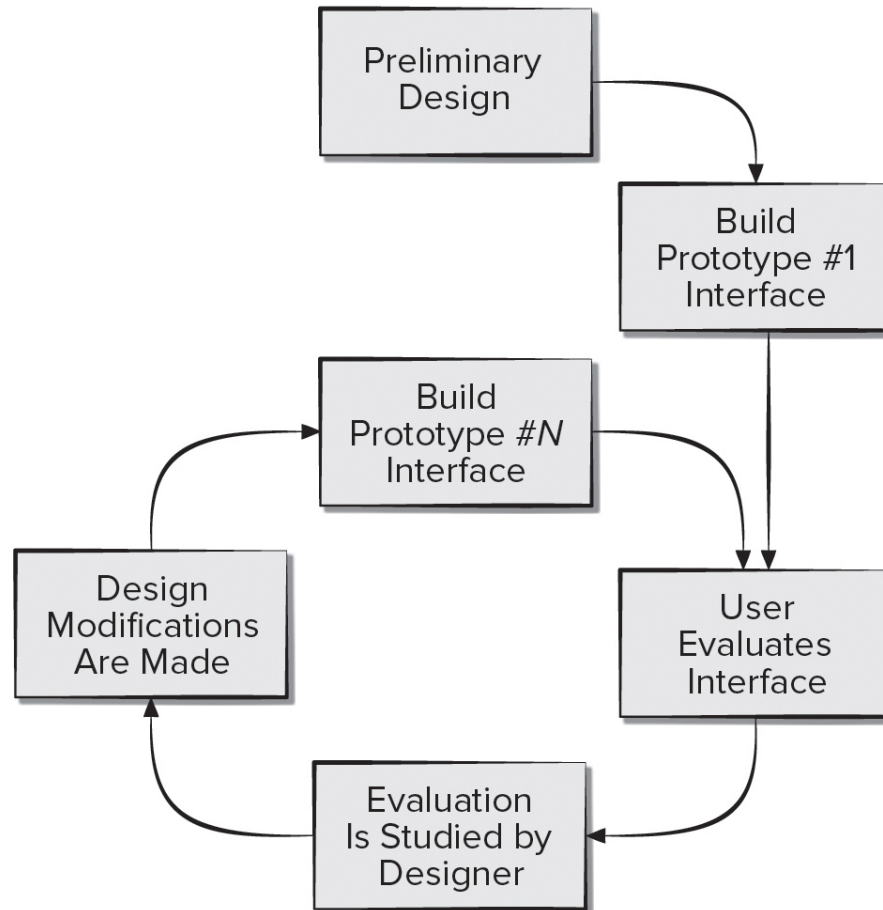 Preliminary
Design
Build
Prototype #1
Interface
Build
Prototype #N
Interface
User
Evaluates
Interface
Design
Modifications
Are Made
Evaluation
Is Studied by
Designer